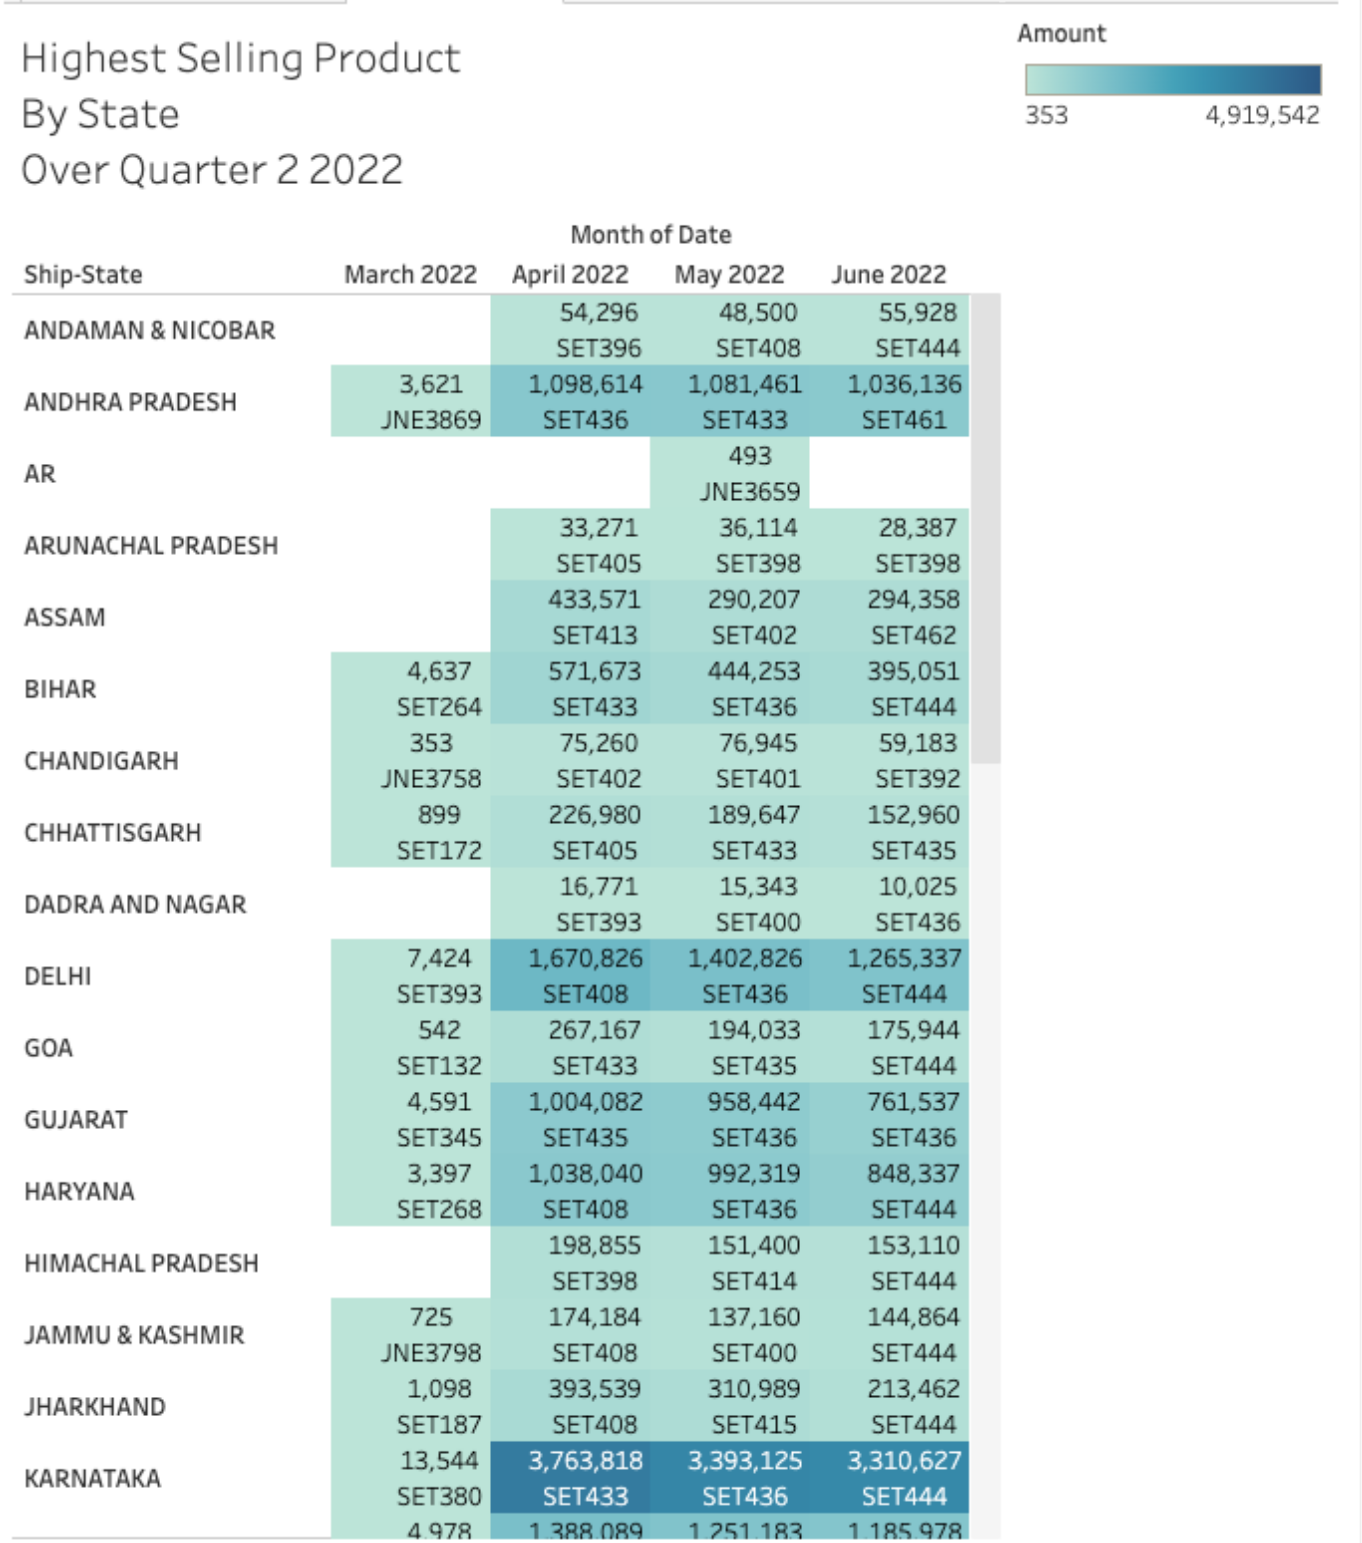 Highest Selling Product
By State
Over Quarter 2 2022
Amount
353 4,919,542
Month of Date
Ship-State March 2022 April 2022 May 2022 June 2022
54,296 48,500 55,928
ANDAMAN & NICOBAR
SET396 SET408 SET444
3,621 1,098,614 1,081,461 1,036,136
ANDHRA PRADESH
JNE3869 SET436 SET433 SET461
493
AR
JNE3659
33,271 36,114 28,387
ARUNACHAL PRADESH
SET405 SET398 SET398
433,571 290,207 294,358
ASSAM
SET413 SET402 SET462
4,637 571,673 444,253 395,051
BIHAR
SET264 SET433 SET436 SET444
353 75,260 76,945 59,183
CHANDIGARH
JNE3758 SET402 SET401 SET392
899 226,980 189,647 152,960
CHHATTISGARH
SET172 SET405 SET433 SET435
16,771 15,343 10,025
DADRA AND NAGAR
SET393 SET400 SET436
7,424 1,670,826 1,402,826 1,265,337
DELHI
SET393 SET408 SET436 SET444
542 267,167 194,033 175,944
GOA
SET132 SET433 SET435 SET444
4,591 1,004,082 958,442 761,537
GUJARAT
SET345 SET435 SET436 SET436
3,397 1,038,040 992,319 848,337
HARYANA
SET268 SET408 SET436 SET444
198,855 151,400 153,110
HIMACHAL PRADESH
SET398 SET414 SET444
725 174,184 137,160 144,864
JAMMU & KASHMIR
JNE3798 SET408 SET400 SET444
1,098 393,539 310,989 213,462
JHARKHAND
SET187 SET408 SET415 SET444
13,544 3,763,818 3,393,125 3,310,627
KARNATAKA
SET380 SET433 SET436 SET444
4,978 1,388,089 1,251,183 1,185,978